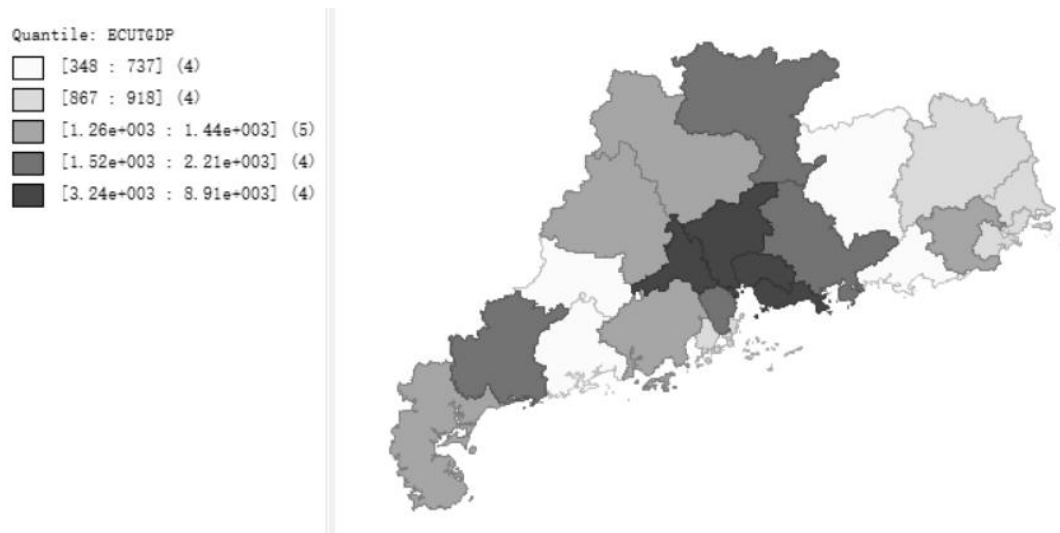 Quantile: ECUTGDP
[348 : 737] (4)
[867 : 918] (4)
[1.26e+003 : 1.44e+003] (5)
[1.52e+003 : 2.21e+003] (4)
[3.24e+003 : 8.91e+003] (4)